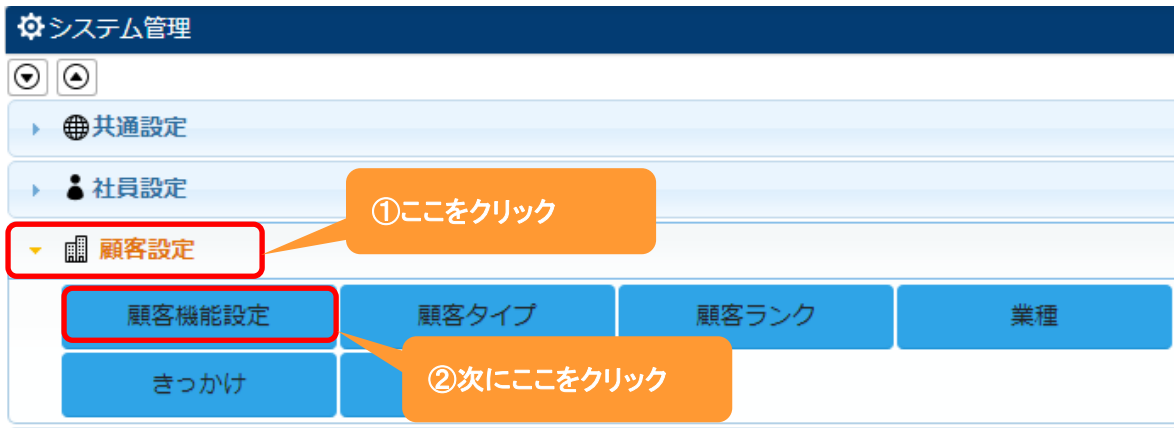 システム管理
共通設定
社員設定
①ここをクリック
顧客設定
顧客機能設定 顧客タイプ 顧客ランク 業種
きっかけ
②次にここをクリック